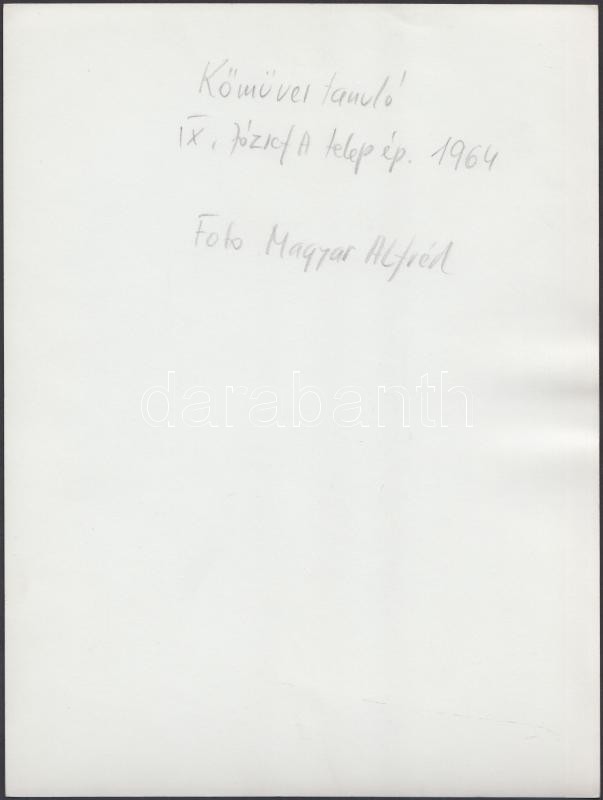 Kőműves tanuló
IX. József A telep ép. 1964
Foto Magyar Alfréd
darabanth